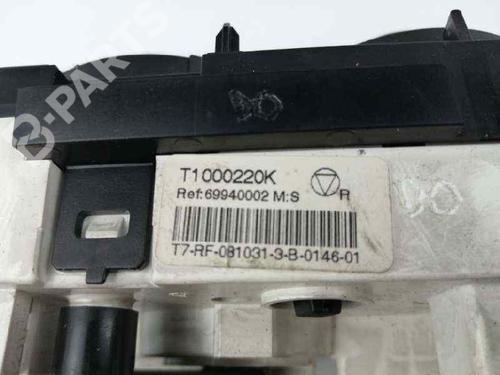 B-PARTS
T1000220K
Ref:69940002 M:S
R
T7-RF-081031-3-B-0146-01